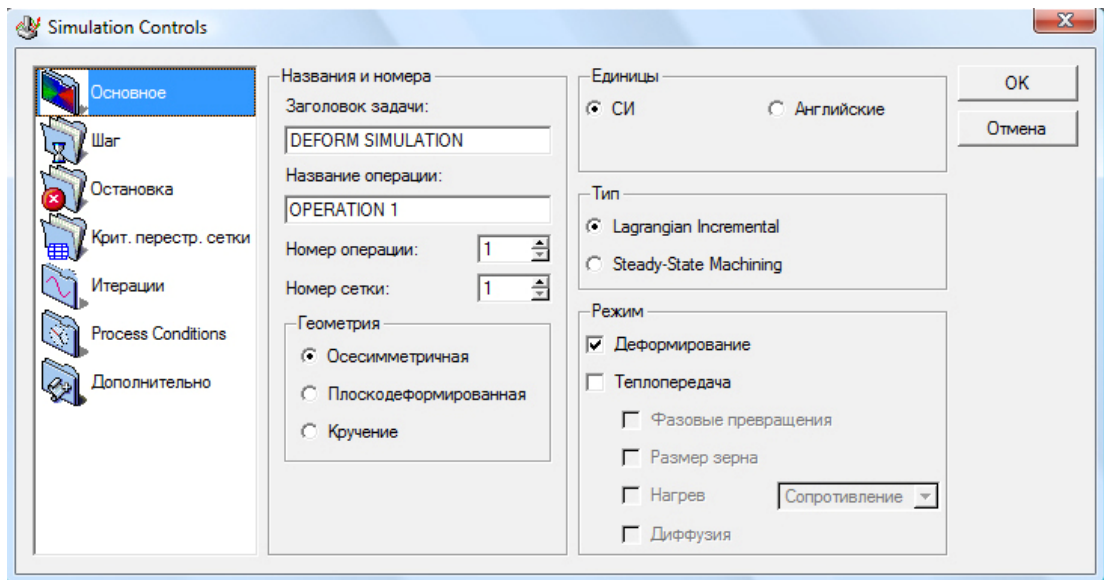 Simulation Controls
Основное
Шаг
Остановка
Крит. перестр. сетки
Итерации
Process Conditions
Дополнительно
Названия и номера
Заголовок задачи:
DEFORM SIMULATION
Название операции:
OPERATION 1
Номер операции: 1
Номер сетки: 1
Геометрия
Осесимметричная
Плоскодеформированная
Кручение
Единицы
СИ Английские
Тип
Lagrangian Incremental
Steady-State Machining
Режим
Деформирование
Теплопередача
Фазовые превращения
Размер зерна
Нагрев Сопротивление
Диффузия
OK
Отмена